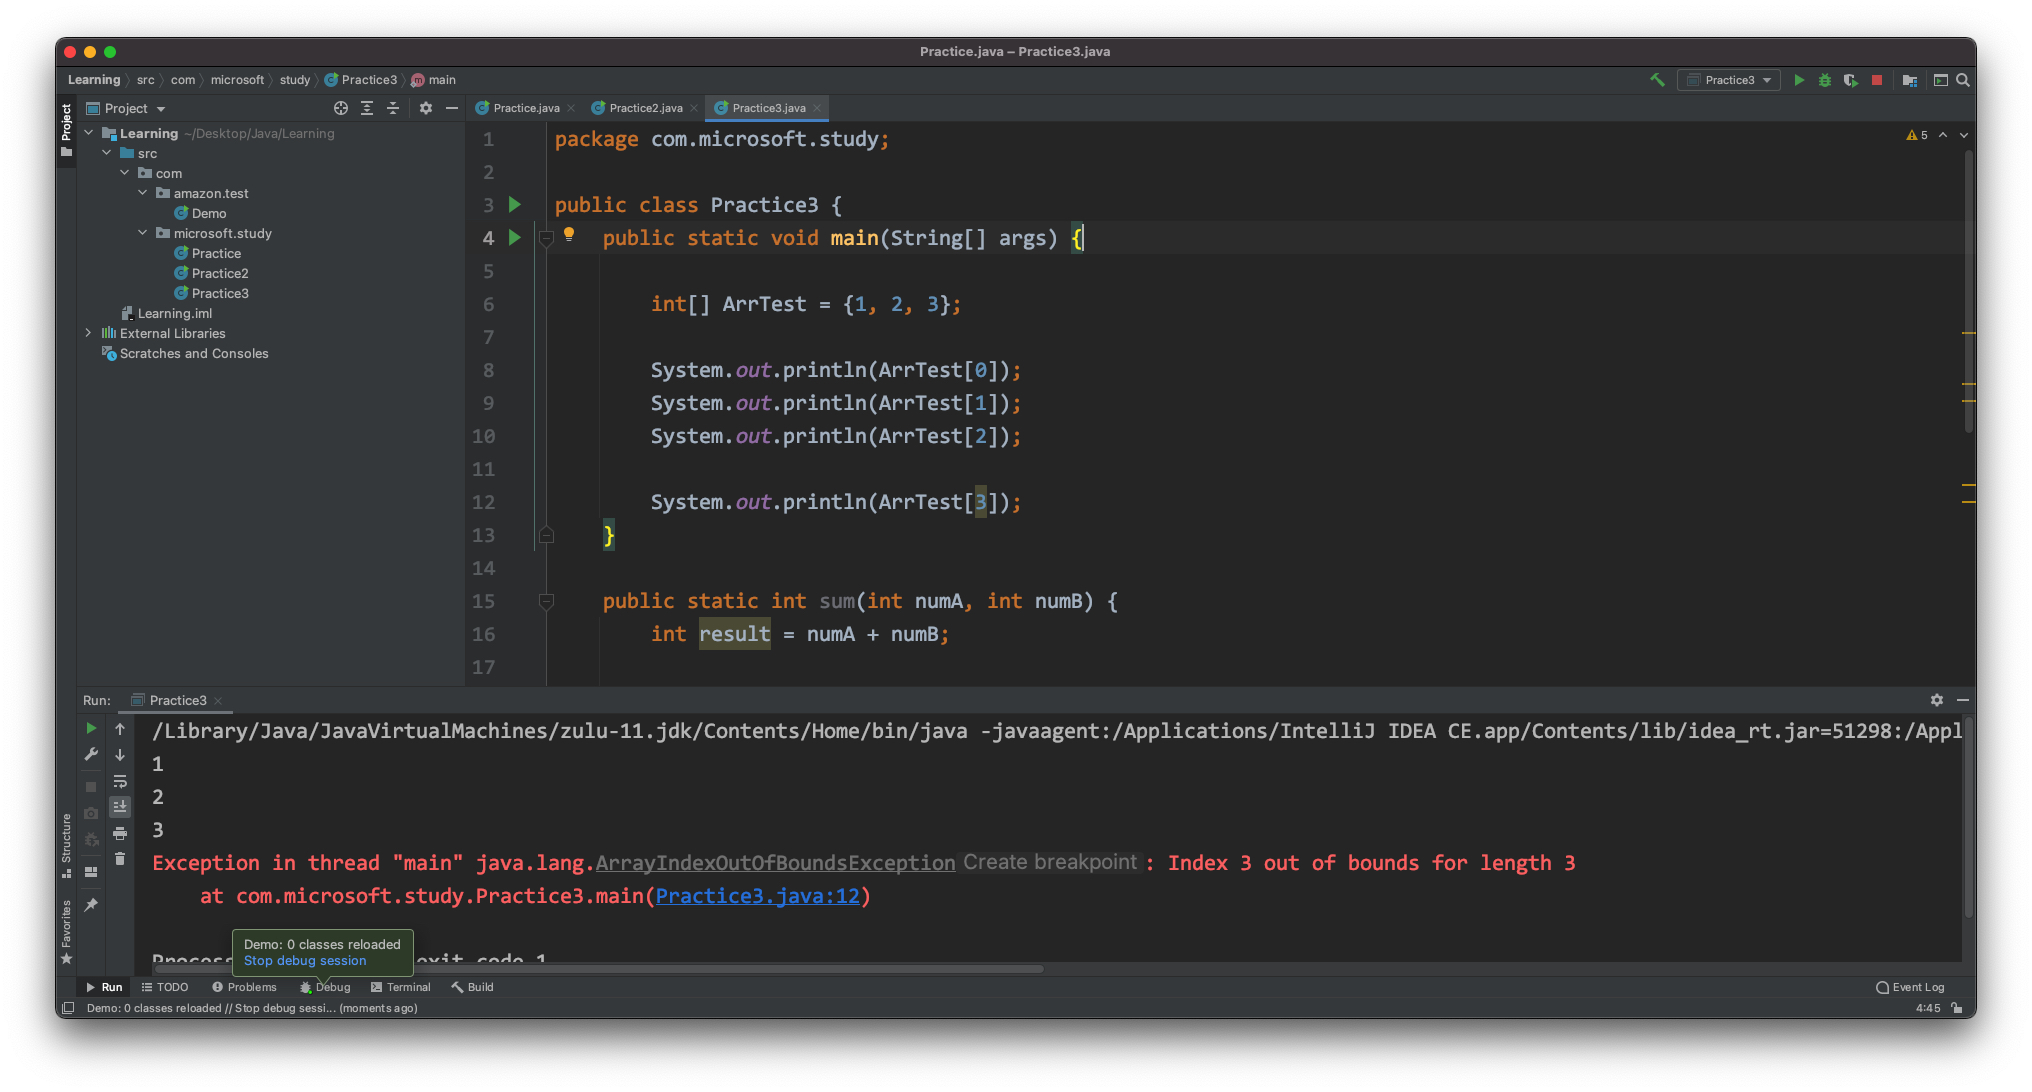 Practice.java – Practice3.java
Learning src com microsoft study Practice3 main
Practice3
Project
Project
Practice.java Practice2.java Practice3.java
Learning ~/Desktop/Java/Learning
src
com
amazon.test
Demo
microsoft.study
Practice
Practice2
Practice3
Learning.iml
External Libraries
Scratches and Consoles
5
1 package com.microsoft.study;
2
3 public class Practice3 {
4 public static void main(String[] args) {
5
6 int[] ArrTest = {1, 2, 3};
7
8 System.out.println(ArrTest[0]);
9 System.out.println(ArrTest[1]);
10 System.out.println(ArrTest[2]);
11
12 System.out.println(ArrTest[3]);
13 }
14
15 public static int sum(int numA, int numB) {
16 int result = numA + numB;
17
Run: Practice3
/Library/Java/JavaVirtualMachines/zulu-11.jdk/Contents/Home/bin/java -javaagent:/Applications/IntelliJ IDEA CE.app/Contents/lib/idea_rt.jar=51298:/Appl
1
2
3
Exception in thread "main" java.lang.ArrayIndexOutOfBoundsException Create breakpoint : Index 3 out of bounds for length 3
at com.microsoft.study.Practice3.main(Practice3.java:12)
exit code 1
Demo: 0 classes reloaded
Stop debug session
Structure
Favorites
Run TODO Problems Debug Terminal Build Event Log
Demo: 0 classes reloaded // Stop debug sessi... (moments ago) 4:45